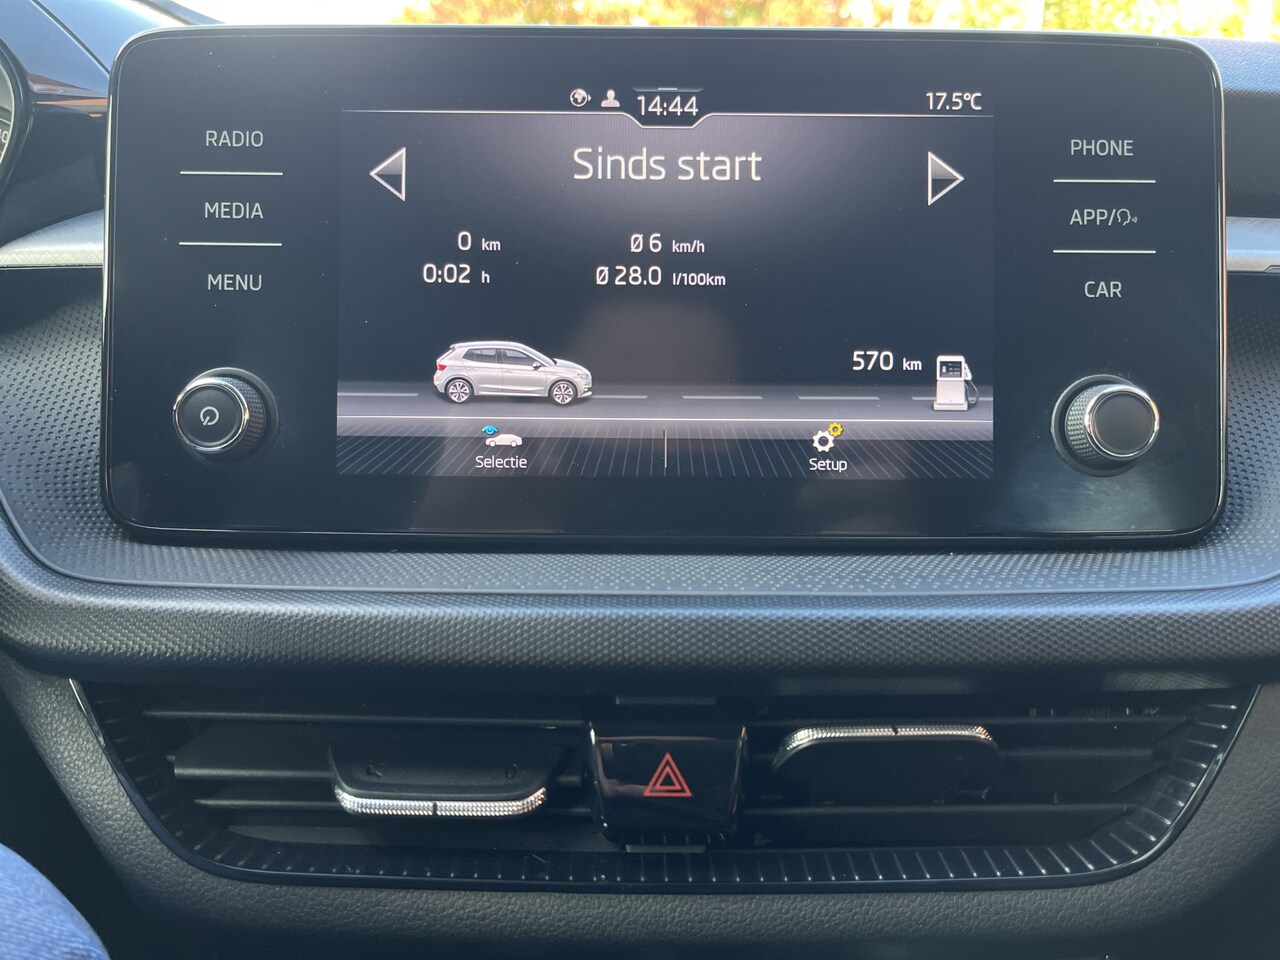 14:44
17.5°C
RADIO
MEDIA
MENU
Sinds start
0 km
Ø 6 km/h
0:02 h
Ø 28.0 l/100km
570 km
Selectie
Setup
PHONE
APP/
CAR